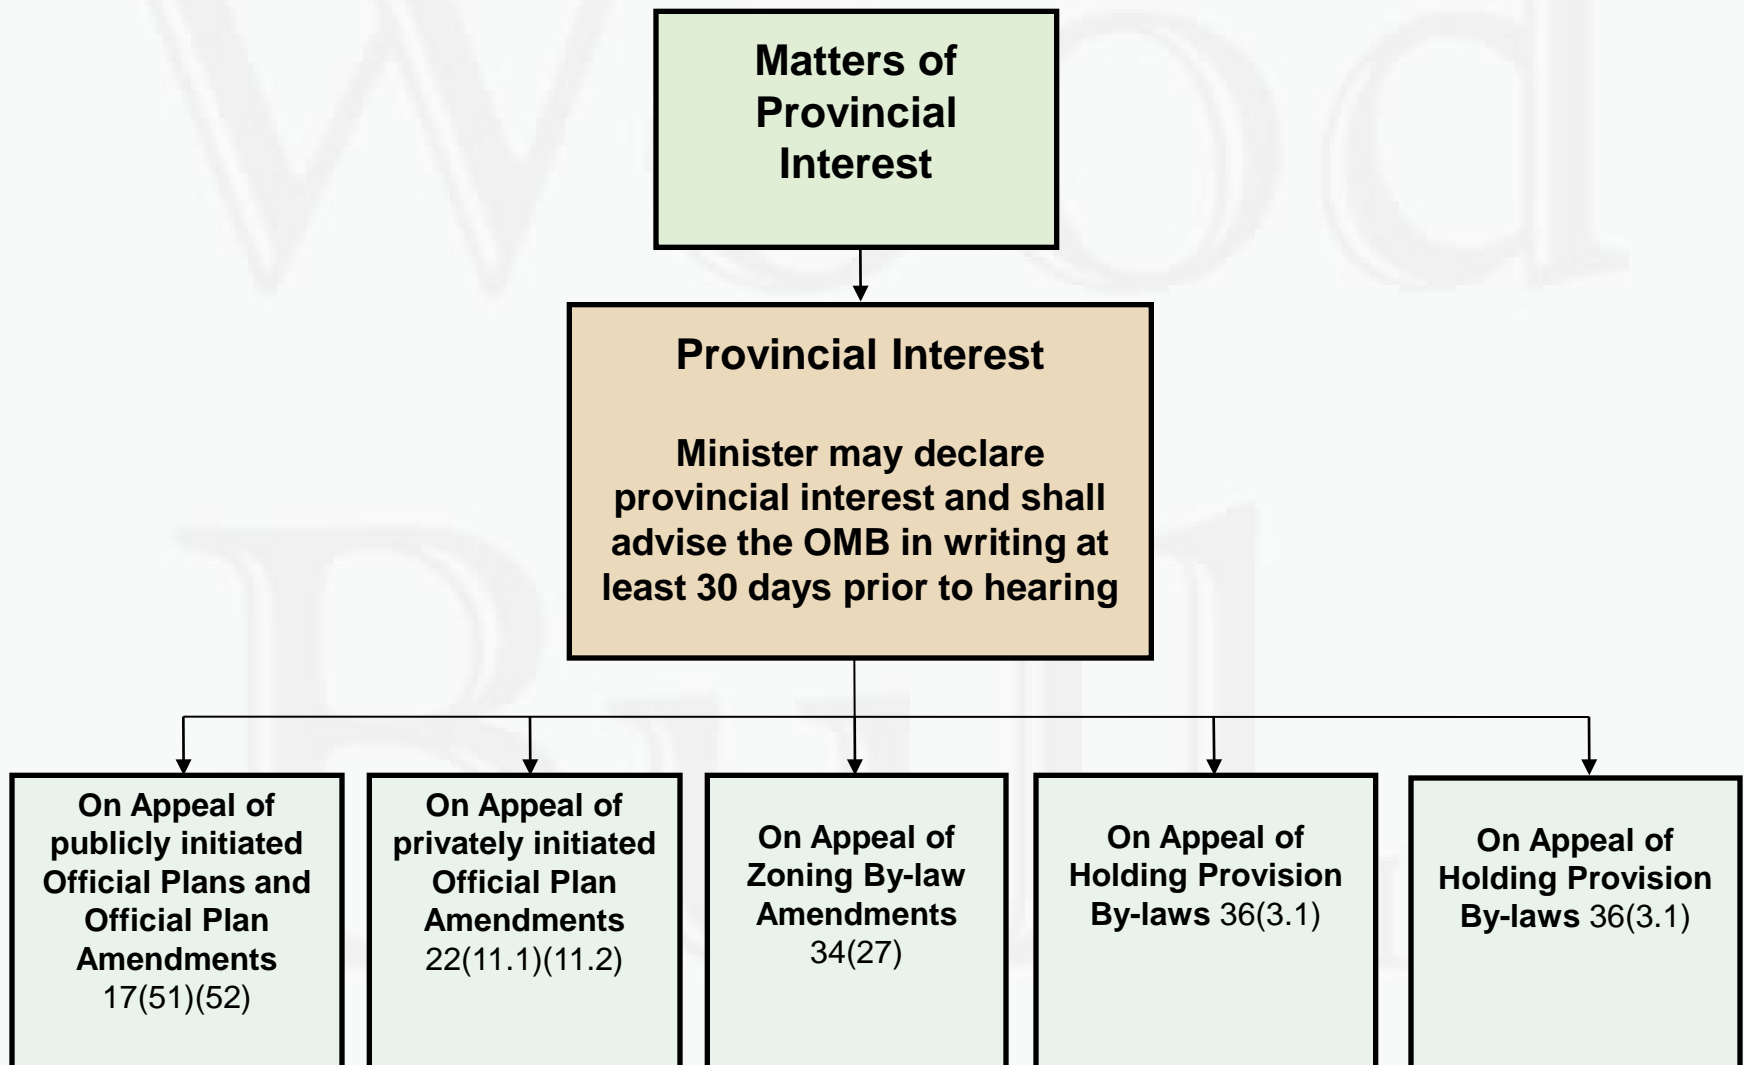 Matters of
Provincial
Interest
Provincial Interest
Minister may declare
provincial interest and shall
advise the OMB in writing at
least 30 days prior to hearing
On Appeal of
publicly initiated
Official Plans and
Official Plan
Amendments
17(51)(52)
On Appeal of
privately initiated
Official Plan
Amendments
22(11.1)(11.2)
On Appeal of
Zoning By-law
Amendments
34(27)
On Appeal of
Holding Provision
By-laws 36(3.1)
On Appeal of
Holding Provision
By-laws 36(3.1)
Wood
Bull